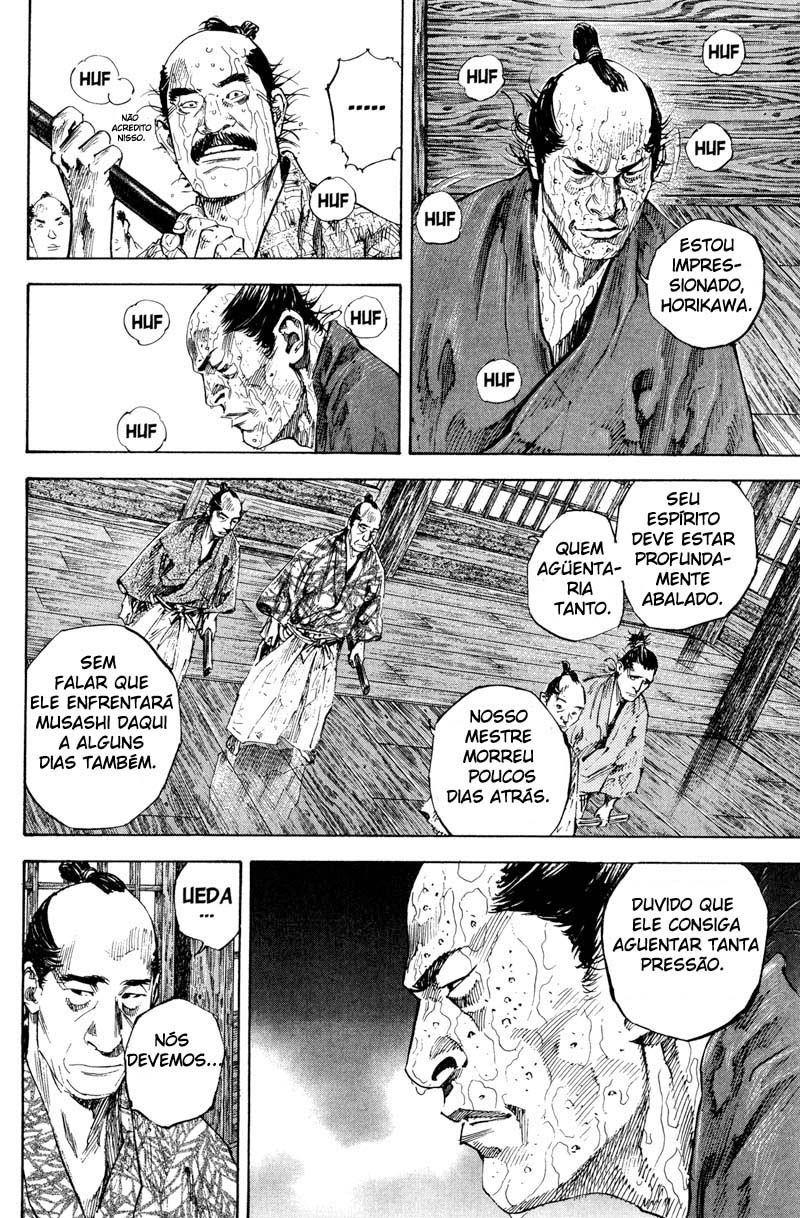 HUF
HUF
HUF
HUF
HUF
ESTOU
IMPRES-
SIONADO,
HORIKAWA.
.....
HUF
NÃO
ACREDITO
NISSO.
HUF
HUF
HUF
HUF
SEU
ESPÍRITO
DEVE ESTAR
PROFUNDA-
MENTE
ABALADO.
QUEM
AGÜENTA-
RIA
TANTO.
NOSSO
MESTRE
MORREU
POUCOS
DIAS ATRÁS.
SEM
FALAR QUE
ELE ENFRENTARÁ
MUSASHI DAQUI
A ALGUNS
DIAS TAMBÉM.
DUVIDO QUE
ELE CONSIGA
AGUENTAR TANTA
PRESSÃO.
UEDA
...
NÓS
DEVEMOS...